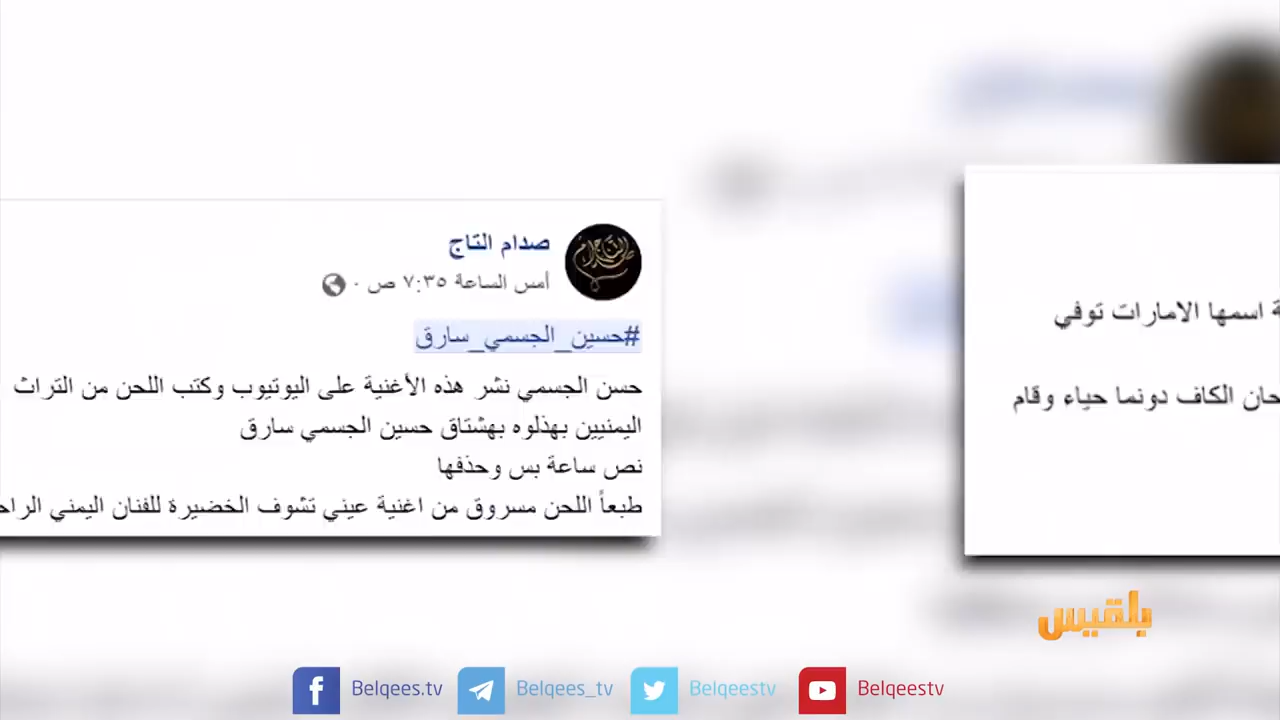 صدام التاج
أمس الساعة ٧:٣٥ ص ·
#حسين_الجسمي_سارق
حسن الجسمي نشر هذه الأغنية على اليوتيوب وكتب اللحن من التراث
اليمنيين بهذلوه بهشتاق حسين الجسمي سارق
نص ساعة بس وحذفها
طبعاً اللحن مسروق من اغنية عيني تشوف الخضيرة للفنان اليمني
اسمها الامارات توفي
الكاف دونما حياء وقام
بلقيس
Belqees.tv
Belqees_tv
Belqeestv
Belqeestv